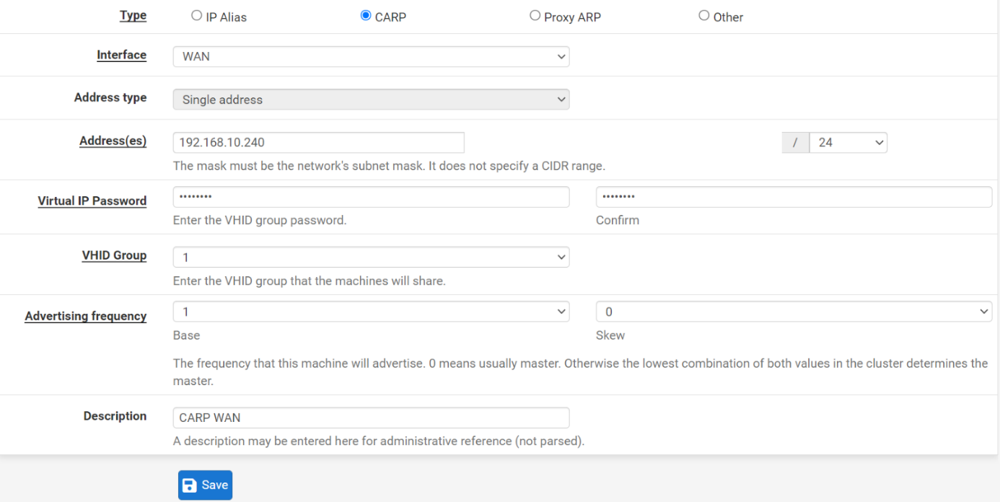 Type IP Alias CARP Proxy ARP Other
Interface WAN
Address type Single address
Address(es) 192.168.10.240 / 24
The mask must be the network's subnet mask. It does not specify a CIDR range.
Virtual IP Password •••••••• ••••••••
Enter the VHID group password. Confirm
VHID Group 1
Enter the VHID group that the machines will share.
Advertising frequency 1 0
Base Skew
The frequency that this machine will advertise. 0 means usually master. Otherwise the lowest combination of both values in the cluster determines the
master.
Description CARP WAN
A description may be entered here for administrative reference (not parsed).
Save